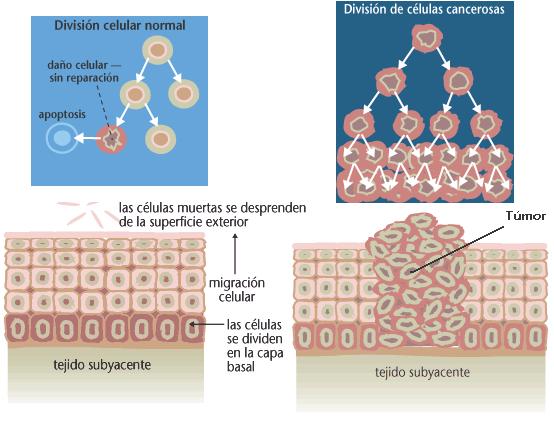 División celular normal
daño celular —
sin reparación
apoptosis
División de células cancerosas
las células muertas se desprenden
de la superficie exterior
migración
celular
las células
se dividen
en la capa
basal
tejido subyacente
Túmor
tejido subyacente